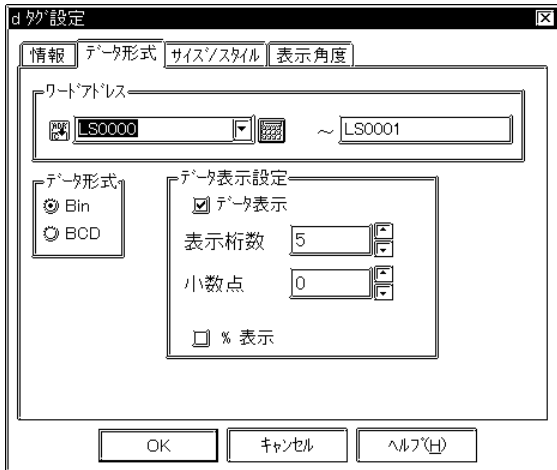 d ﾀｸﾞ設定
情報 ﾃﾞｰﾀ形式 ｻｲｽﾞ/ｽﾀｲﾙ 表示角度
ﾜｰﾄﾞｱﾄﾞﾚｽ
LS0000 ～ LS0001
ﾃﾞｰﾀ形式
Bin
BCD
ﾃﾞｰﾀ表示設定
ﾃﾞｰﾀ表示
表示桁数 5
小数点 0
% 表示
OK ｷｬﾝｾﾙ ﾍﾙﾌﾟ(H)